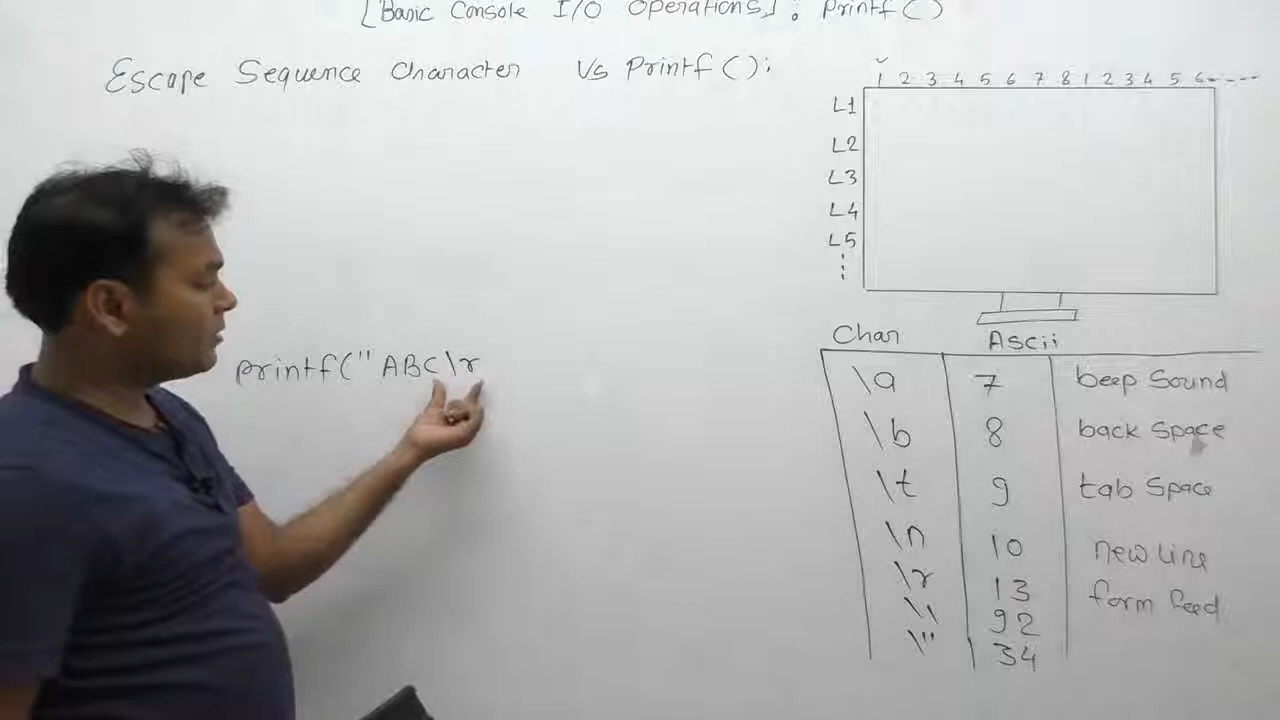 [Basic Console I/O Operations] : Printf()
Escape Sequence Character Vs Printf():
1 2 3 4 5 6 7 8 1 2 3 4 5 6----
L1
L2
L3
L4
L5
printf("ABC\r
Char Ascii
\a 7 beep Sound
\b 8 back Space
\t 9 tab Space
\n 10 new line
\r 13 form feed
\\ 92
\" 34